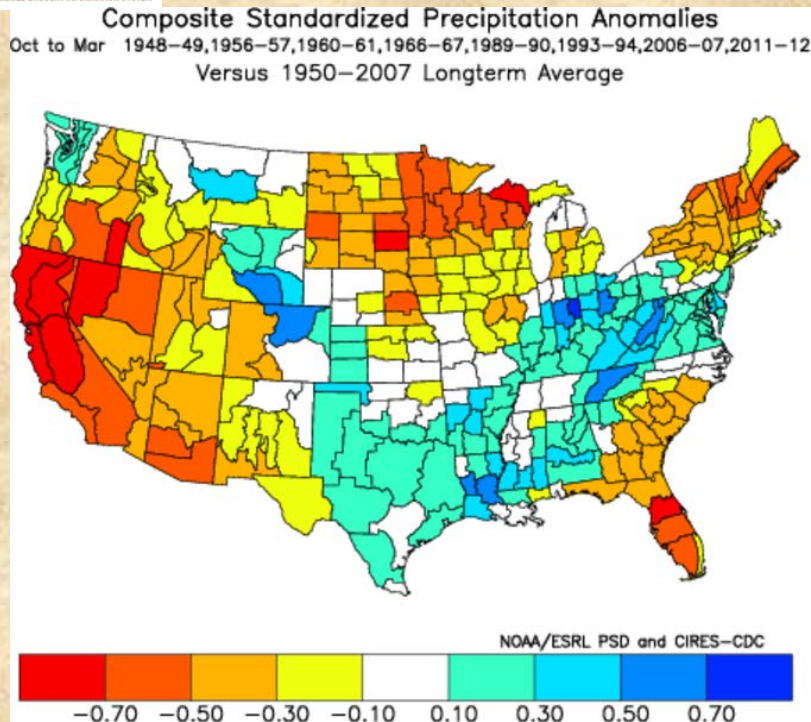 Composite Standardized Precipitation Anomalies
Oct to Mar 1948-49,1956-57,1960-61,1966-67,1989-90,1993-94,2006-07,2011-12
Versus 1950-2007 Longterm Average
NOAA/ESRL PSD and CIRES-CDC
-0.70 -0.50 -0.30 -0.10 0.10 0.30 0.50 0.70